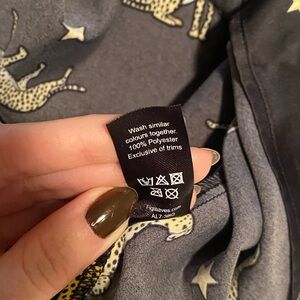 Wash similar
colours together.
100% Polyester
Exclusive of trims